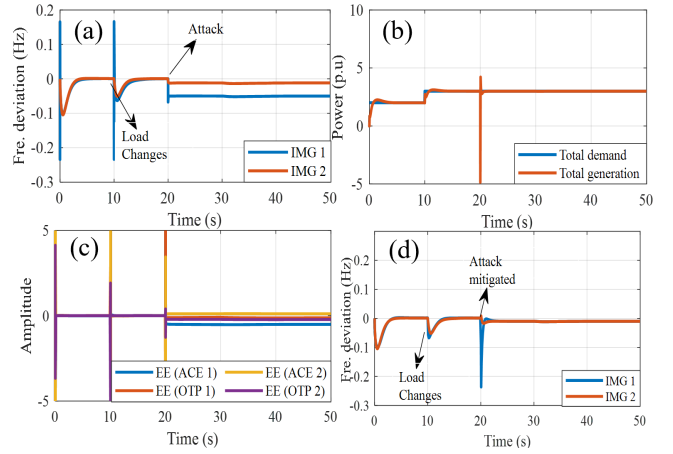 (a)
Fre. deviation (Hz)
0.2
0.1
0
-0.1
-0.2
-0.3
Attack
Load
Changes
IMG 1
IMG 2
0 10 20 30 40 50
Time (s)
(b)
Power (p.u)
10
5
0
-5
Total demand
Total generation
0 10 20 30 40 50
Time (s)
(c)
Amplitude
5
0
-5
EE (ACE 1) EE (ACE 2)
EE (OTP 1) EE (OTP 2)
0 10 20 30 40 50
Time (s)
(d)
Fre. deviation (Hz)
0.2
0.1
0
-0.1
-0.2
-0.3
Attack
mitigated
Load
Changes
IMG 1
IMG 2
0 10 20 30 40 50
Time (s)